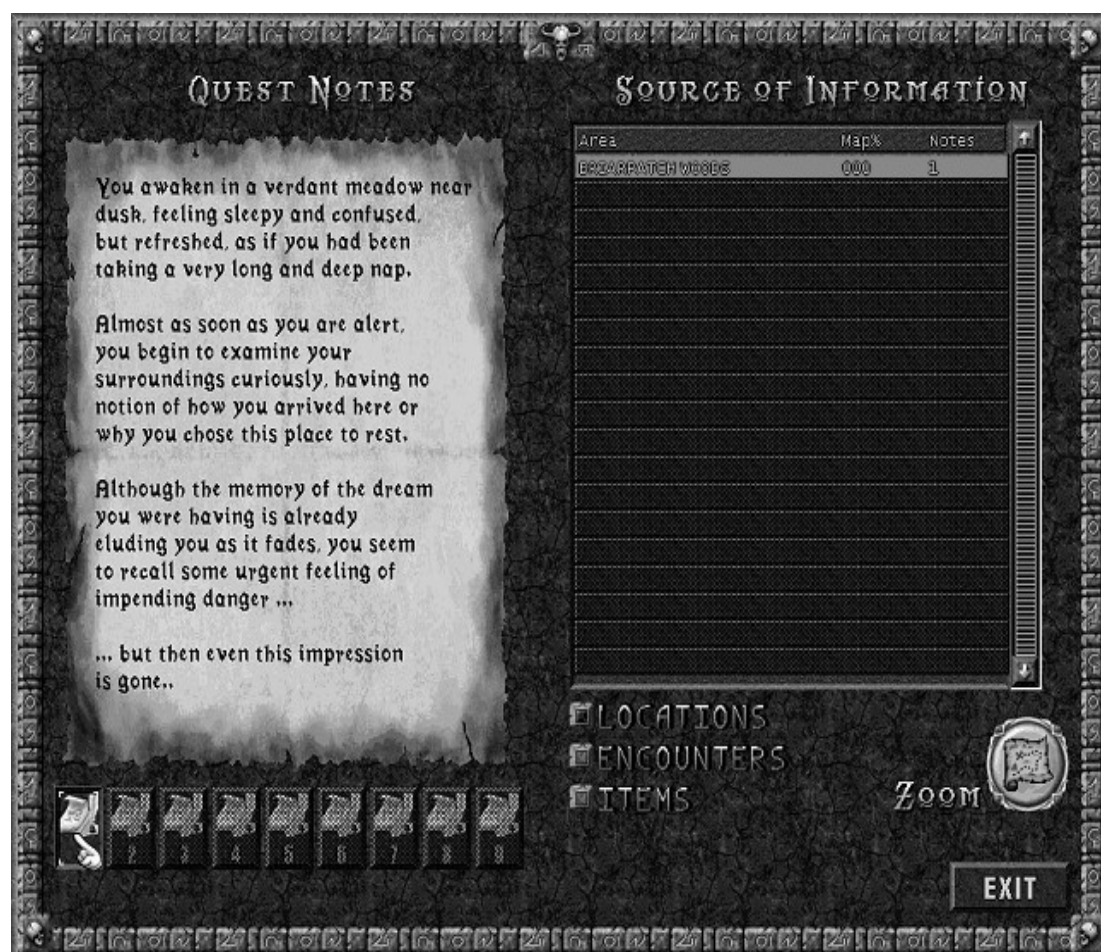 QUEST NOTES
You awaken in a verdant meadow near
dusk, feeling sleepy and confused,
but refreshed, as if you had been
taking a very long and deep nap.
Almost as soon as you are alert,
you begin to examine your
surroundings curiously, having no
notion of how you arrived here or
why you chose this place to rest.
Although the memory of the dream
you were having is already
eluding you as it fades, you seem
to recall some urgent feeling of
impending danger ...
... but then even this impression
is gone..
2 3 4 5 6 7 8 9
SOURCE OF INFORMATION
Area Map% Notes
BRIARPATCH WOODS 000 1
LOCATIONS
ENCOUNTERS
ITEMS
ZOOM
EXIT